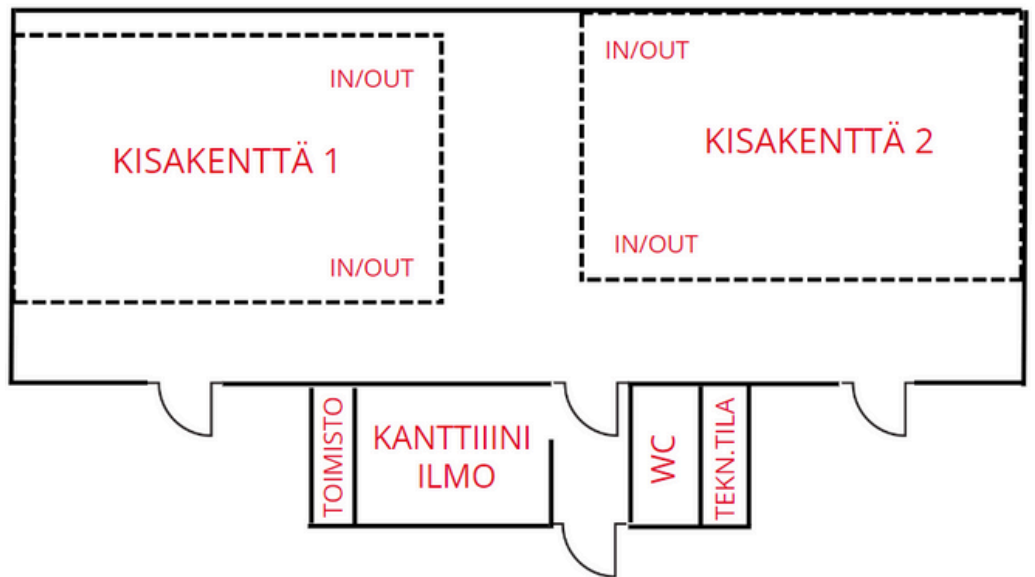 IN/OUT
KISAKENTTÄ 1
IN/OUT
IN/OUT
KISAKENTTÄ 2
IN/OUT
TOIMISTO
KANTTIIINI
ILMO
WC
TEKN.TILA